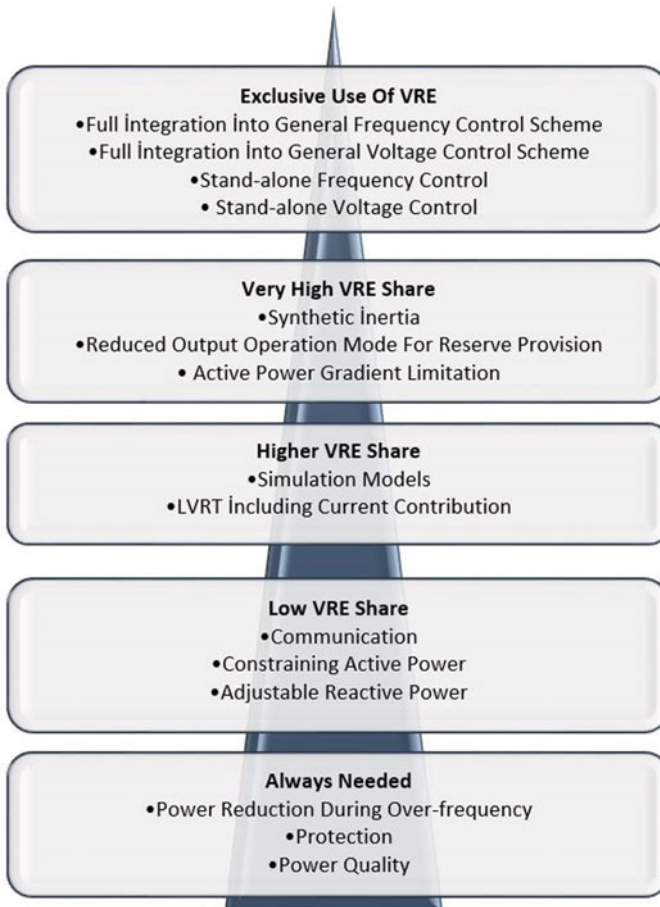 Exclusive Use Of VRE
•Full İntegration İnto General Frequency Control Scheme
•Full İntegration İnto General Voltage Control Scheme
•Stand-alone Frequency Control
• Stand-alone Voltage Control
Very High VRE Share
•Synthetic İnertia
•Reduced Output Operation Mode For Reserve Provision
• Active Power Gradient Limitation
Higher VRE Share
•Simulation Models
•LVRT İncluding Current Contribution
Low VRE Share
•Communication
•Constraining Active Power
•Adjustable Reactive Power
Always Needed
•Power Reduction During Over-frequency
•Protection
•Power Quality